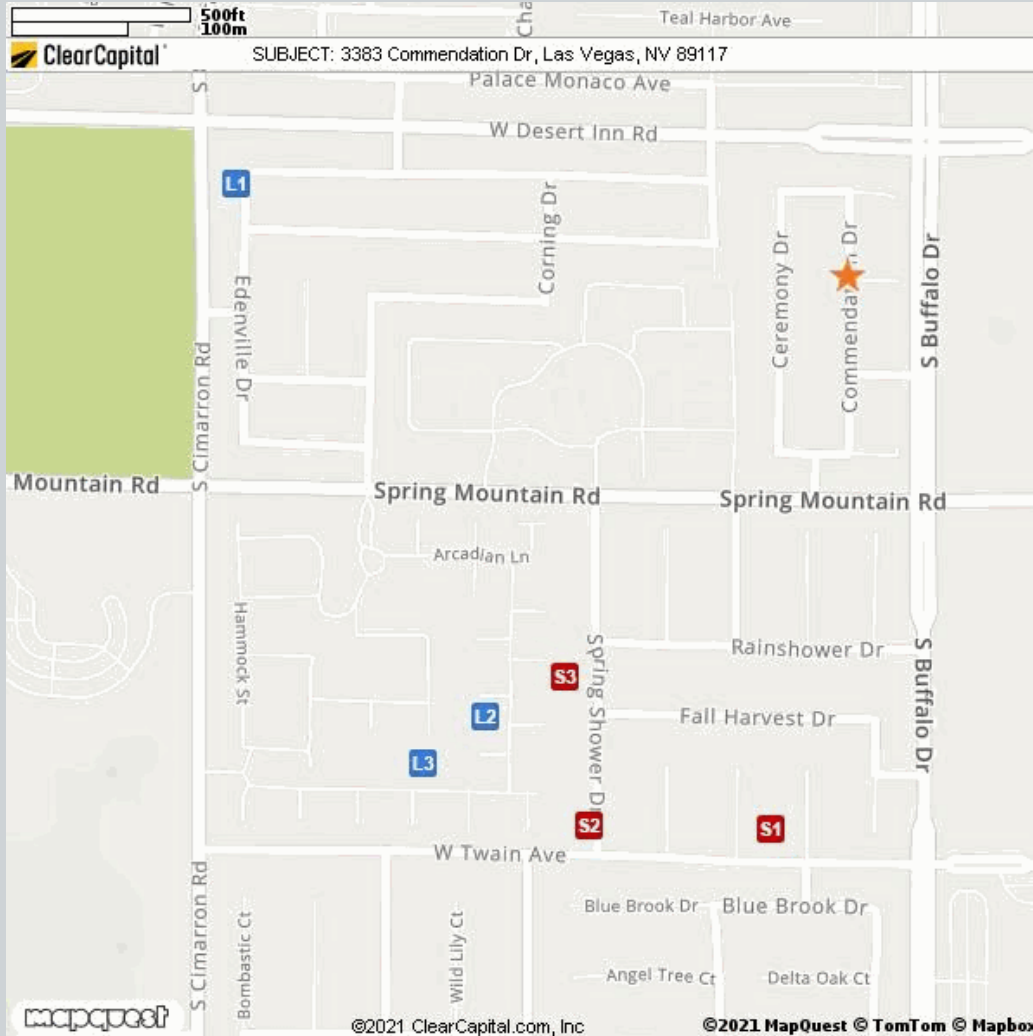 500ft
100m
Cha
Teal Harbor Ave
ClearCapital
SUBJECT: 3383 Commendation Dr, Las Vegas, NV 89117
S
Palace Monaco Ave
W Desert Inn Rd
L1
Corning Dr
Ceremony Dr
Commendation Dr
S Buffalo Dr
Edenville Dr
S Cimarron Rd
Mountain Rd
Spring Mountain Rd
Spring Mountain Rd
Arcadian Ln
Hammock St
Spring Shower Dr
Rainshower Dr
S Buffalo Dr
S3
L2
Fall Harvest Dr
L3
S2
S1
W Twain Ave
S Cimarron Rd
Bombastic Ct
Wild Lily Ct
Blue Brook Dr
Blue Brook Dr
Angel Tree Ct
Delta Oak Ct
mapquest
©2021 ClearCapital.com, Inc
©2021 MapQuest © TomTom © Mapbox